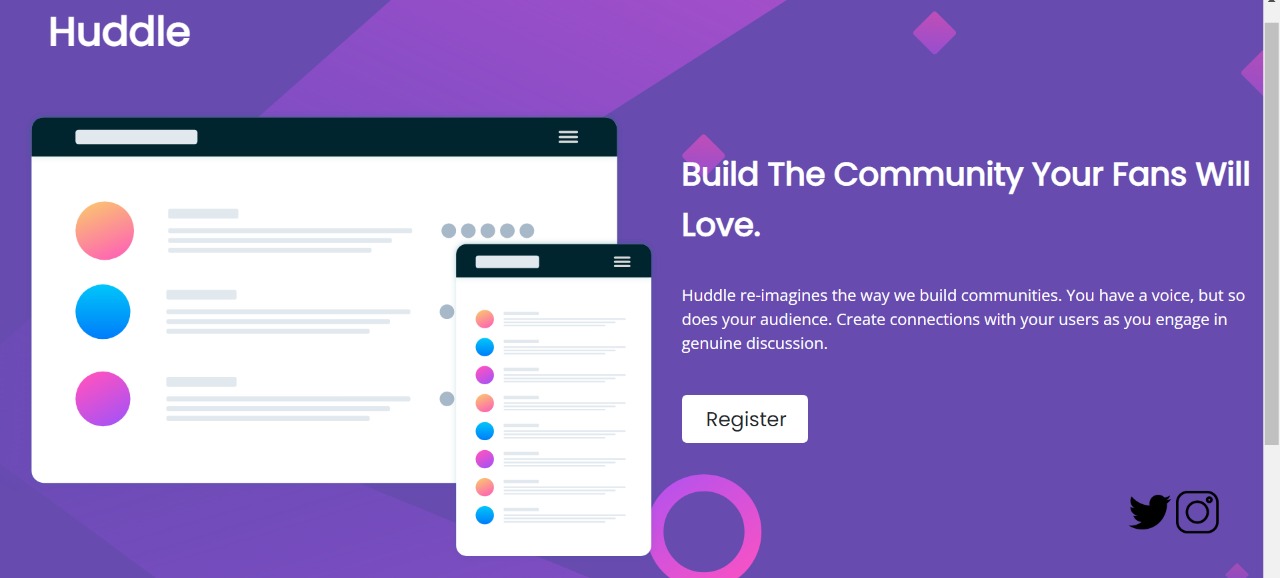 Huddle
Build The Community Your Fans Will
Love.
Huddle re-imagines the way we build communities. You have a voice, but so
does your audience. Create connections with your users as you engage in
genuine discussion.
Register